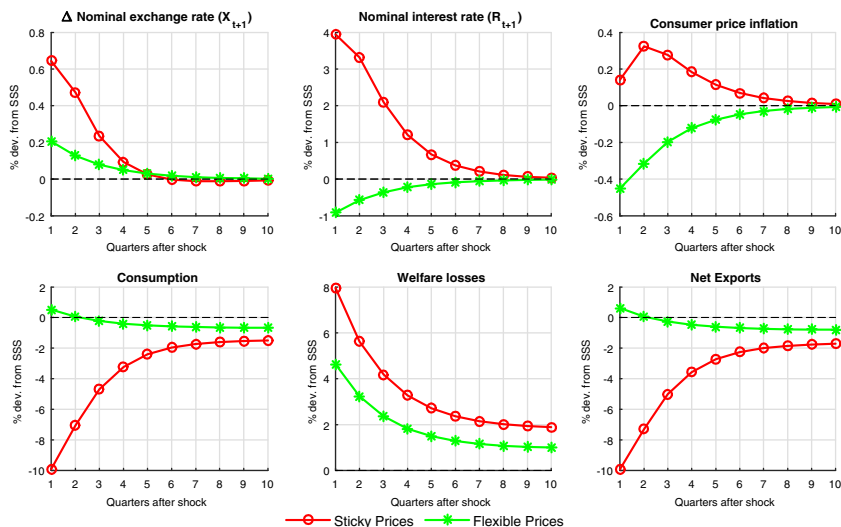 Δ Nominal exchange rate (X_{t+1})
% dev. from SSS
0.8
0.6
0.4
0.2
0
-0.2
1 2 3 4 5 6 7 8 9 10
Quarters after shock
Nominal interest rate (R_{t+1})
% dev. from SSS
4
3
2
1
0
-1
1 2 3 4 5 6 7 8 9 10
Quarters after shock
Consumer price inflation
% dev. from SSS
0.4
0.2
0
-0.2
-0.4
-0.6
1 2 3 4 5 6 7 8 9 10
Quarters after shock
Consumption
% dev. from SSS
2
0
-2
-4
-6
-8
-10
1 2 3 4 5 6 7 8 9 10
Quarters after shock
Welfare losses
% dev. from SSS
8
6
4
2
0
1 2 3 4 5 6 7 8 9 10
Quarters after shock
Net Exports
% dev. from SSS
2
0
-2
-4
-6
-8
-10
1 2 3 4 5 6 7 8 9 10
Quarters after shock
Sticky Prices Flexible Prices